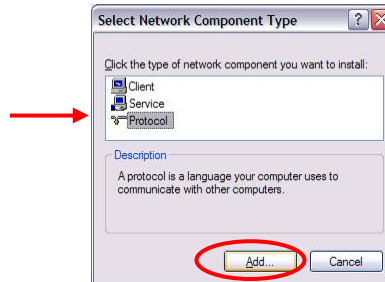 Select Network Component Type
Click the type of network component you want to install:
Client
Service
Protocol
Description
A protocol is a language your computer uses to
communicate with other computers.
Add... Cancel